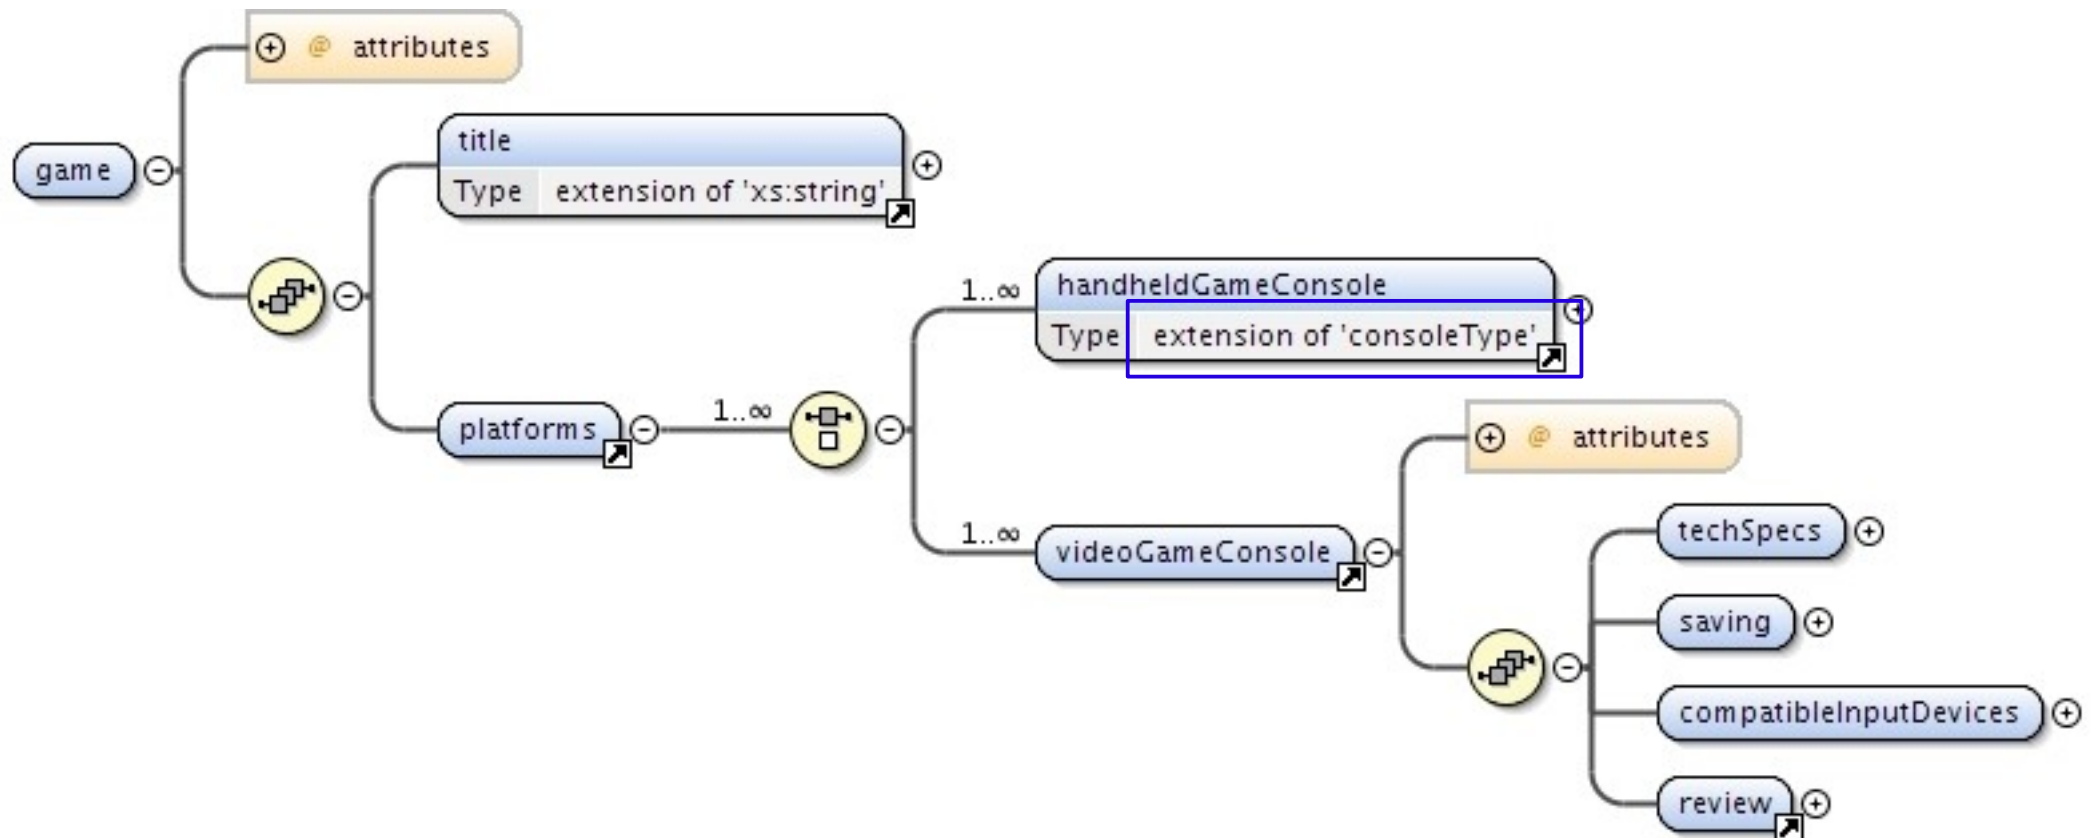 @ attributes
title
game
Type extension of 'xs:string'
1..∞ handheldGameConsole
Type extension of 'consoleType'
platforms 1..∞
@ attributes
1..∞ videoGameConsole
techSpecs
saving
compatibleInputDevices
review